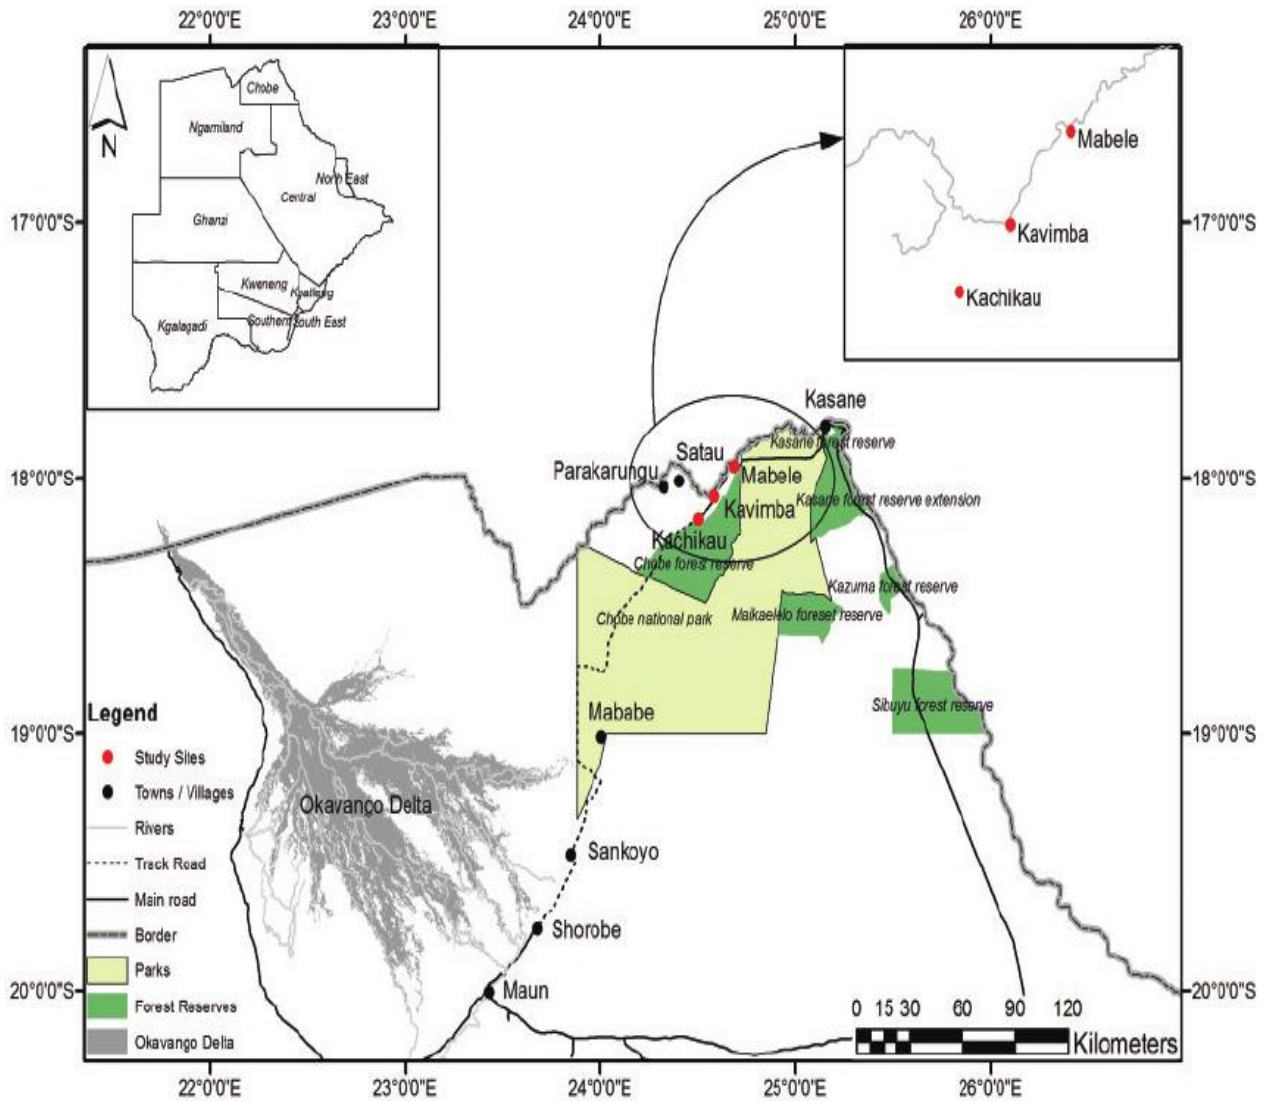 22°0'0"E 23°0'0"E 24°0'0"E 25°0'0"E 26°0'0"E
N
Chobe
Ngamiland
North East
Central
Ghanzi
Kweneng
Kgatleng
Kgalagadi
Southern
South East
Mabele
Kavimba
Kachikau
17°0'0"S
17°0'0"S
Kasane
Kasane forest reserve
Satau
Parakarungu
Mabele
18°0'0"S
18°0'0"S
Kasane forest reserve extension
Kavimba
Kachikau
Chobe forest reserve
Kazuma forest reserve
Chobe national park
Maikaelelo foreset reserve
Sibuyu forest reserve
Mababe
19°0'0"S
19°0'0"S
Okavango Delta
Sankoyo
Shorobe
Maun
20°0'0"S
20°0'0"S
Legend
Study Sites
Towns / Villages
Rivers
Track Road
Main road
Border
Parks
Forest Reserves
Okavango Delta
0 15 30 60 90 120
Kilometers
22°0'0"E 23°0'0"E 24°0'0"E 25°0'0"E 26°0'0"E